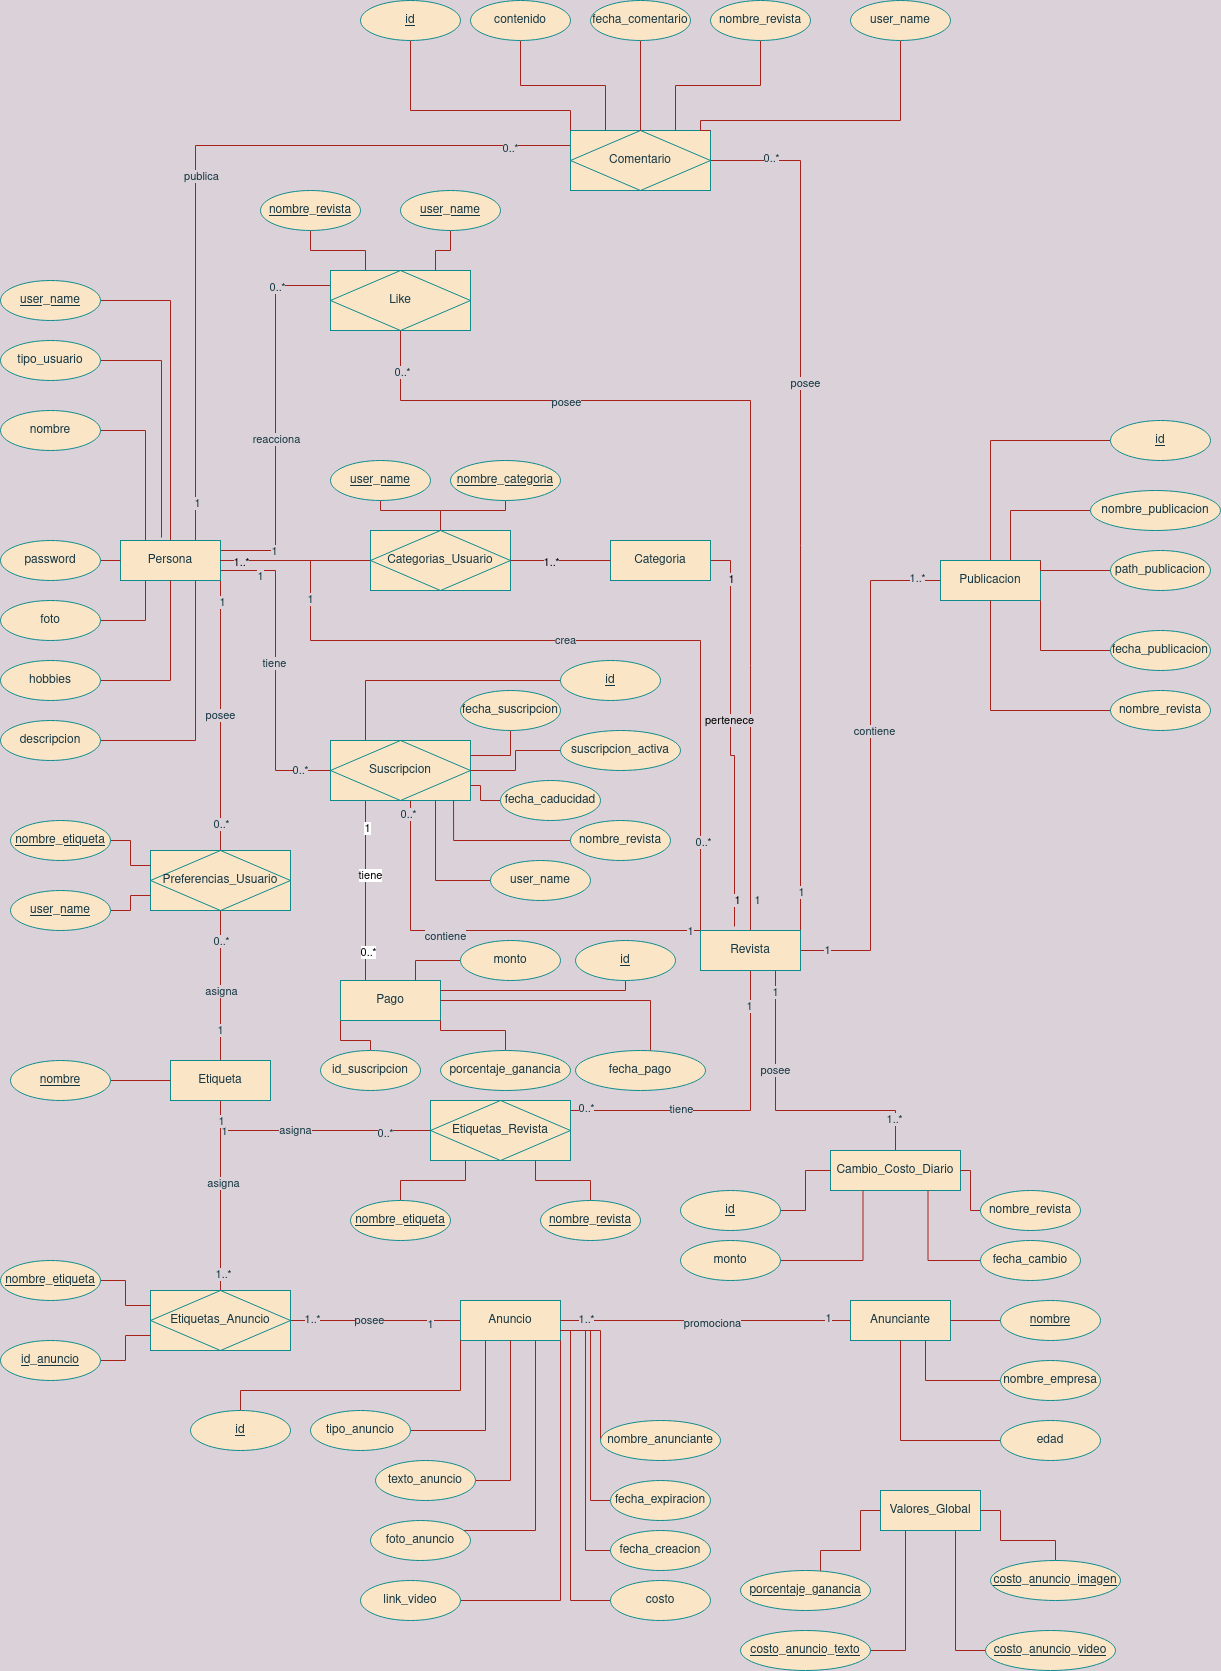 id
contenido
fecha_comentario
nombre_revista
user_name
Comentario
0..*
0..*
publica
nombre_revista
user_name
0..*
Like
user_name
tipo_usuario
0..*
posee
posee
nombre
reacciona
id
user_name
nombre_categoria
1
nombre_publicacion
password
Persona
1
1..*
Categorias_Usuario
1..*
Categoria
path_publicacion
1
1
1..*
Publicacion
1
1
foto
crea
fecha_publicacion
tiene
hobbies
id
fecha_suscripcion
nombre_revista
posee
pertenece
descripcion
contiene
suscripcion_activa
0..*
Suscripcion
fecha_caducidad
0..*
0..*
1
nombre_etiqueta
nombre_revista
0..*
tiene
Preferencias_Usuario
user_name
user_name
1
1
1
0..*
contiene
1
0..*
Revista
1
monto
id
asigna
Pago
1
1
1
id_suscripcion
porcentaje_ganancia
fecha_pago
posee
nombre
Etiqueta
1
1
asigna
0..*
0..*
tiene
Etiquetas_Revista
1..*
asigna
Cambio_Costo_Diario
nombre_etiqueta
nombre_revista
id
nombre_revista
monto
fecha_cambio
1..*
nombre_etiqueta
Etiquetas_Anuncio
1..*
posee
1
Anuncio
1..*
promociona
1
Anunciante
nombre
id_anuncio
nombre_empresa
id
tipo_anuncio
nombre_anunciante
edad
texto_anuncio
fecha_expiracion
Valores_Global
foto_anuncio
fecha_creacion
porcentaje_ganancia
costo_anuncio_imagen
link_video
costo
costo_anuncio_texto
costo_anuncio_video